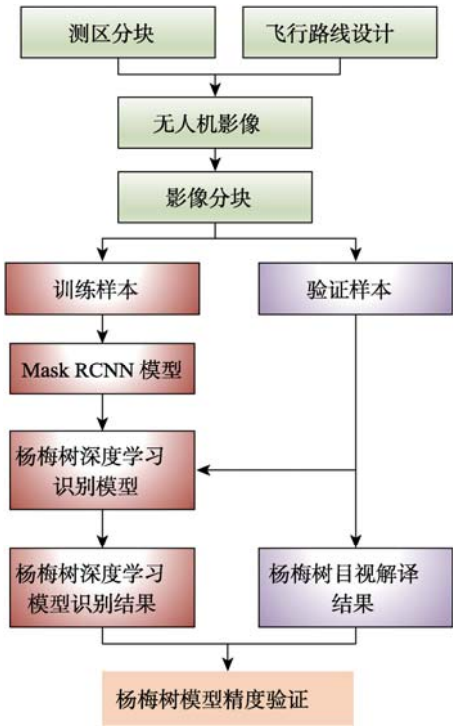 测区分块
飞行路线设计
无人机影像
影像分块
训练样本
验证样本
Mask RCNN 模型
杨梅树深度学习
识别模型
杨梅树深度学习
模型识别结果
杨梅树目视解译
结果
杨梅树模型精度验证